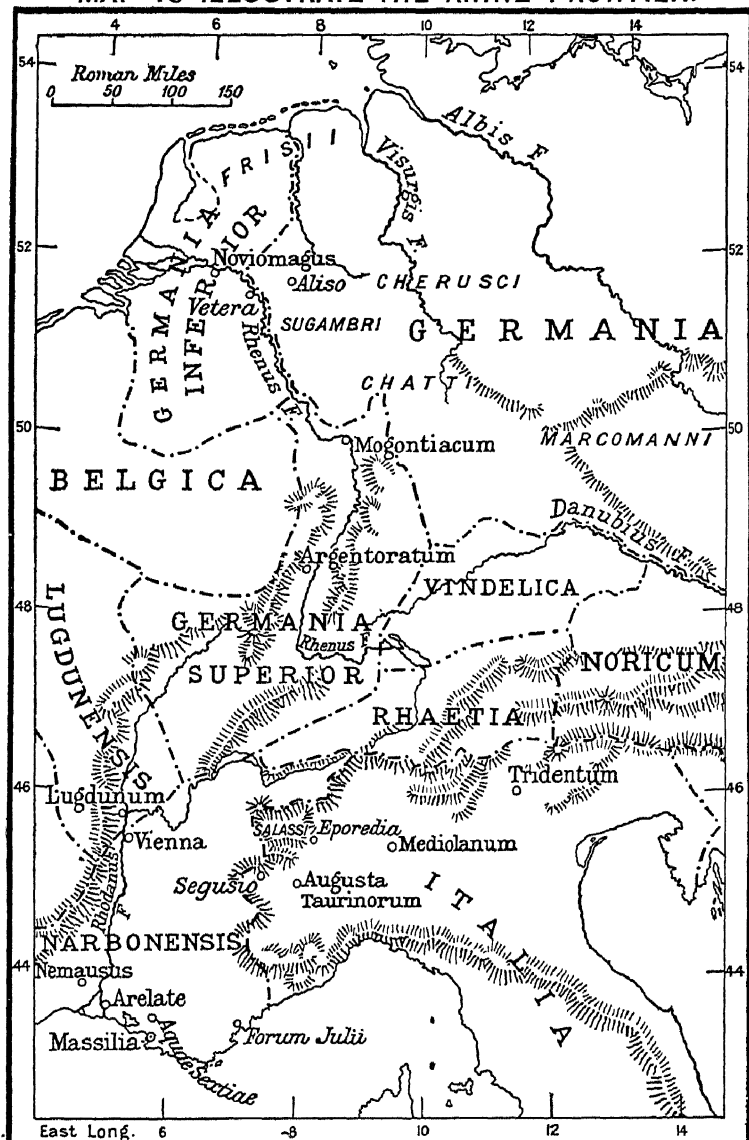 MAP TO ILLUSTRATE THE RHINE FRONTIER.
4 6 8 10 12 14
54 54
Roman Miles
0 50 100 150
Albis F
FRISII
Visurgis F.
52 52
GERMANIA INFERIOR
Noviomagus
Aliso
CHERUSCI
Vetera
SUGAMBRI
GERMANIA
Rhenus F.
CHATTI
50 50
Mogontiacum
MARCOMANNI
BELGICA
Danubius F.
Argentoratum
VINDELICA
48 48
LUGDUNENSIS
GERMANIA
Rhenus F.
SUPERIOR
NORICUM
RHAETIA
46 46
Tridentum
Lugdunum
Vienna
SALASSI
Eporedia
Mediolanum
Segusio
Augusta
Taurinorum
ITALIA
Rhodanus F
NARBONENSIS
44 44
Nemausus
Arelate
Massilia
Aquae Sextiae
Forum Julii
East Long. 6 8 10 12 14